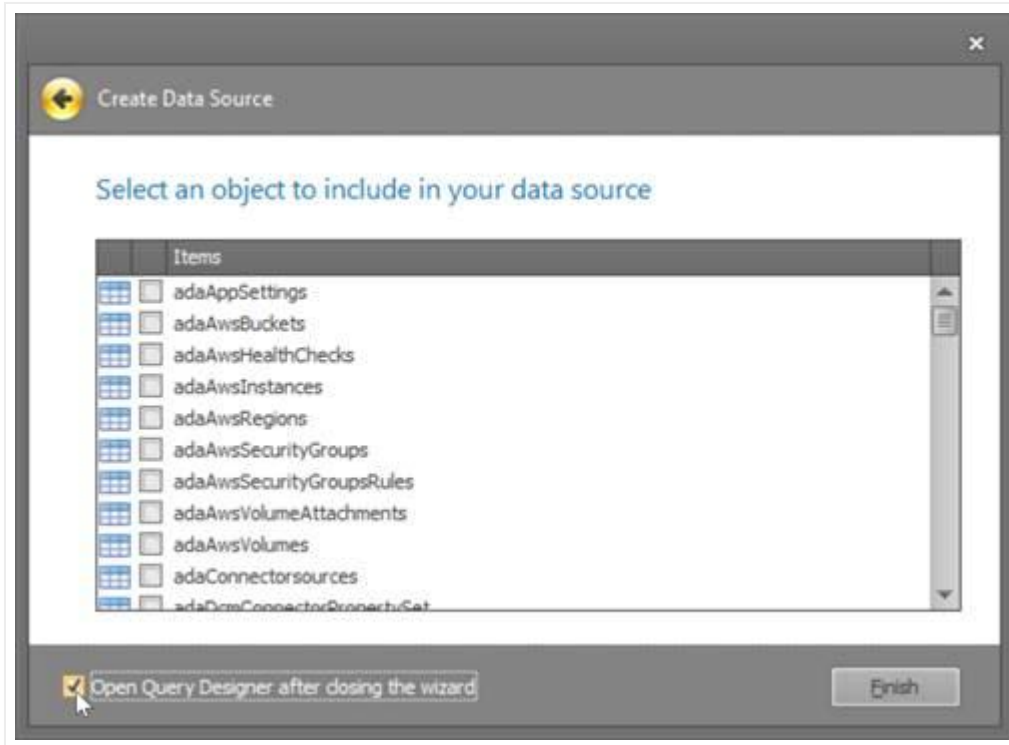 Create Data Source
Select an object to include in your data source
Items
adaAppSettings
adaAwsBuckets
adaAwsHealthChecks
adaAwsInstances
adaAwsRegions
adaAwsSecurityGroups
adaAwsSecurityGroupsRules
adaAwsVolumeAttachments
adaAwsVolumes
adaConnectorsources
adaDcmConnectorPropertySet
Open Query Designer after closing the wizard
Finish